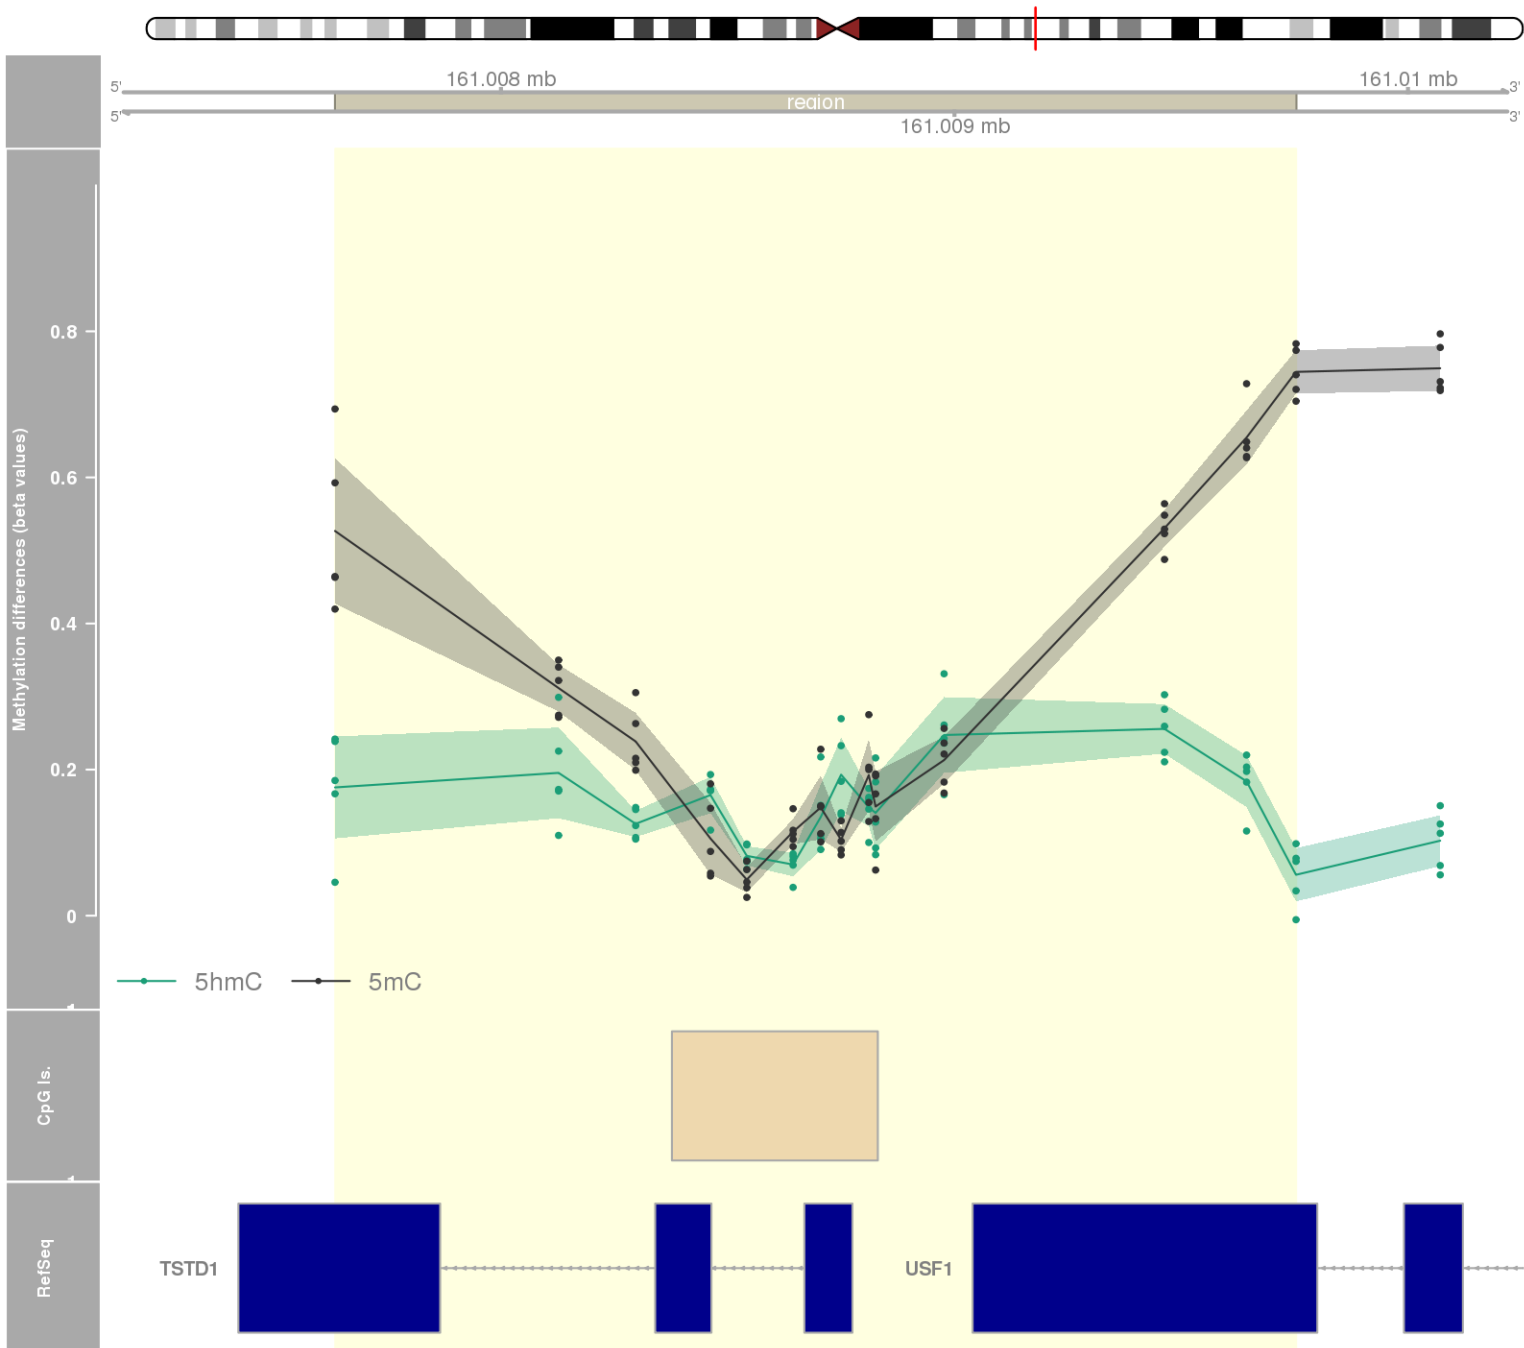 161.008 mb
161.01 mb
5'
3'
region
5'
3'
161.009 mb
Methylation differences (beta values)
0.8
0.6
0.4
0.2
0
5hmC
5mC
CpG Is.
RefSeq
TSTD1
USF1